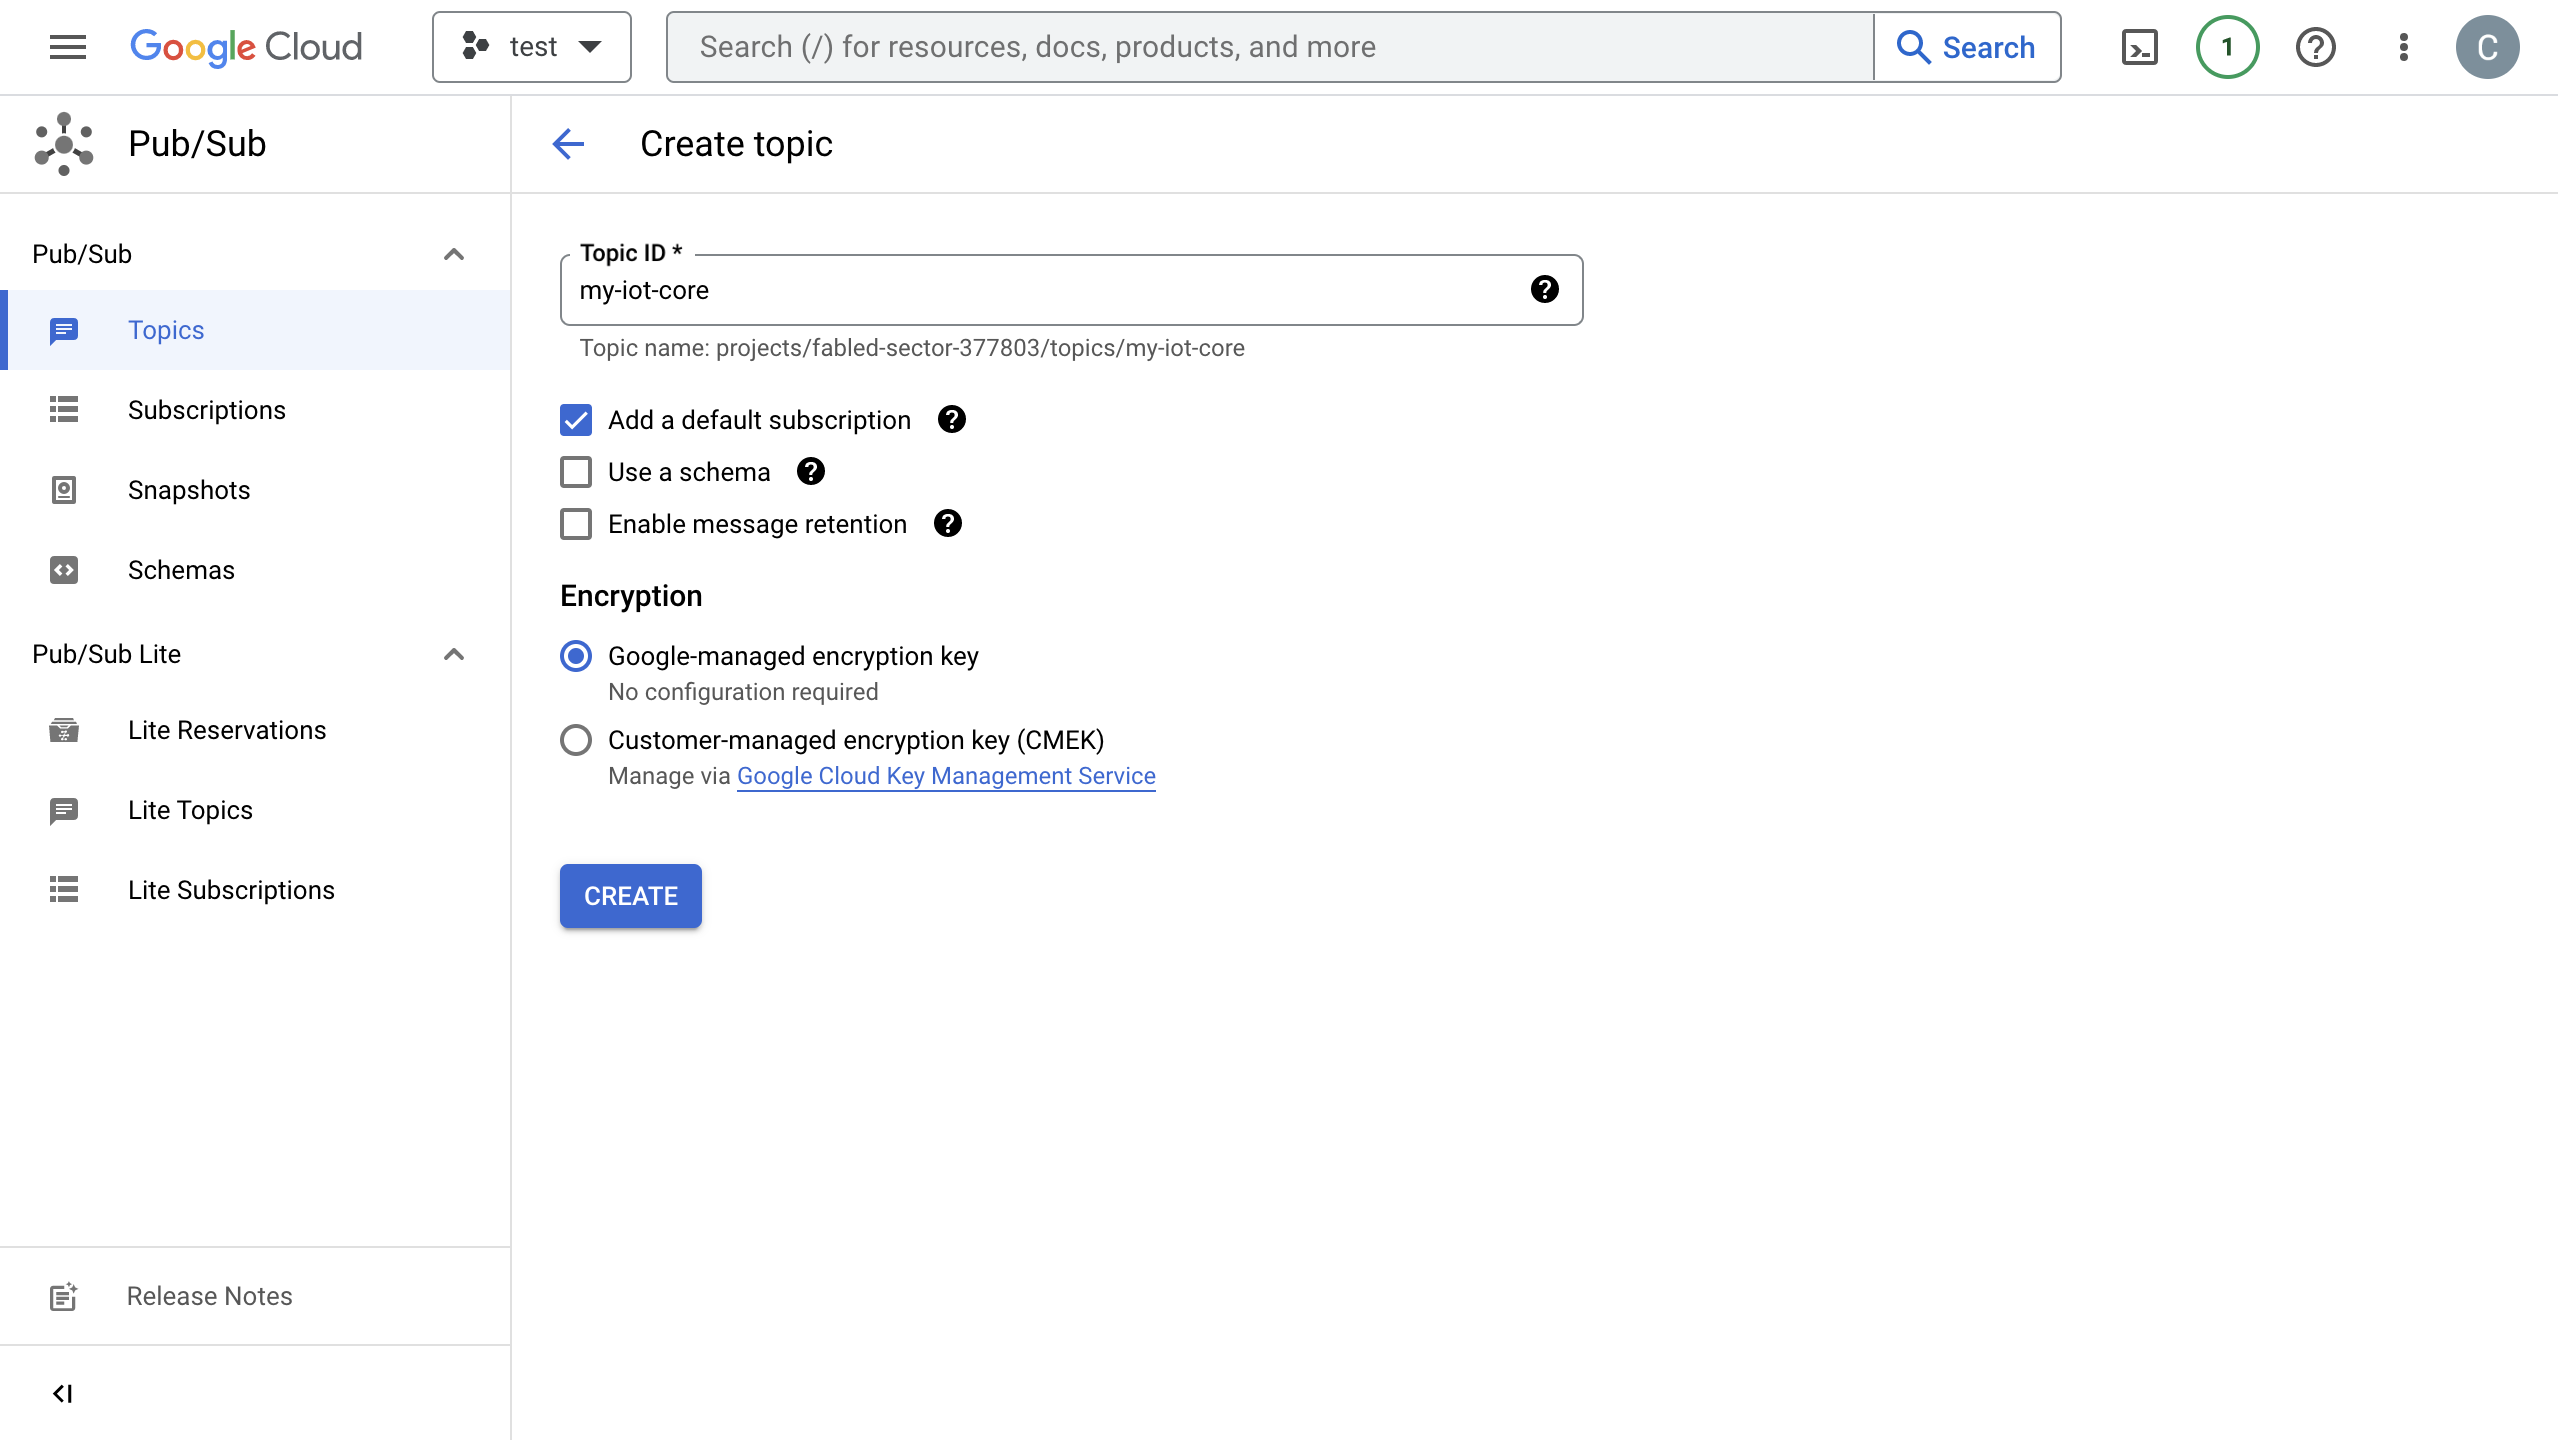 Google Cloud
test
Search (/) for resources, docs, products, and more
Search
1
C
Pub/Sub
Create topic
Pub/Sub
Topics
Subscriptions
Snapshots
Schemas
Pub/Sub Lite
Lite Reservations
Lite Topics
Lite Subscriptions
Release Notes
Topic ID *
my-iot-core
Topic name: projects/fabled-sector-377803/topics/my-iot-core
Add a default subscription
Use a schema
Enable message retention
Encryption
Google-managed encryption key
No configuration required
Customer-managed encryption key (CMEK)
Manage via Google Cloud Key Management Service
CREATE